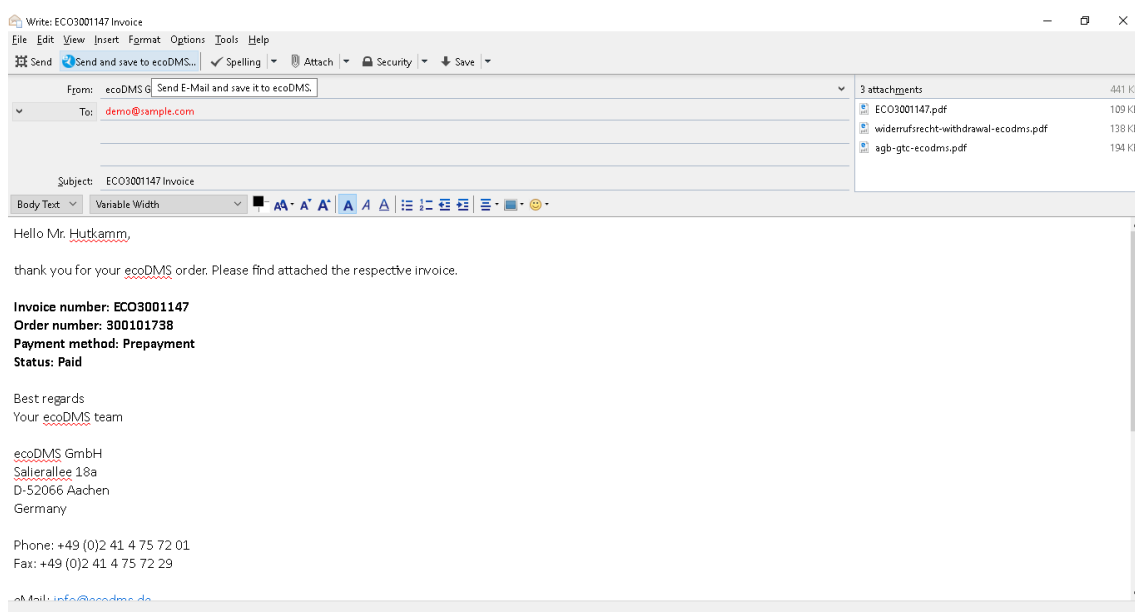 Write: ECO3001147 Invoice
File Edit View Insert Format Options Tools Help
Send Send and save to ecoDMS... Spelling Attach Security Save
From: ecoDMS G
Send E-Mail and save it to ecoDMS.
To: demo@sample.com
Subject: ECO3001147 Invoice
3 attachments 441
ECO3001147.pdf 109
widerrufsrecht-withdrawal-ecodms.pdf 138
agb-gtc-ecodms.pdf 194
Body Text Variable Width
Hello Mr. Hutkamm,
thank you for your ecoDMS order. Please find attached the respective invoice.
Invoice number: ECO3001147
Order number: 300101738
Payment method: Prepayment
Status: Paid
Best regards
Your ecoDMS team
ecoDMS GmbH
Salierallee 18a
D-52066 Aachen
Germany
Phone: +49 (0)2 41 4 75 72 01
Fax: +49 (0)2 41 4 75 72 29
eMail: info@ecodms.de